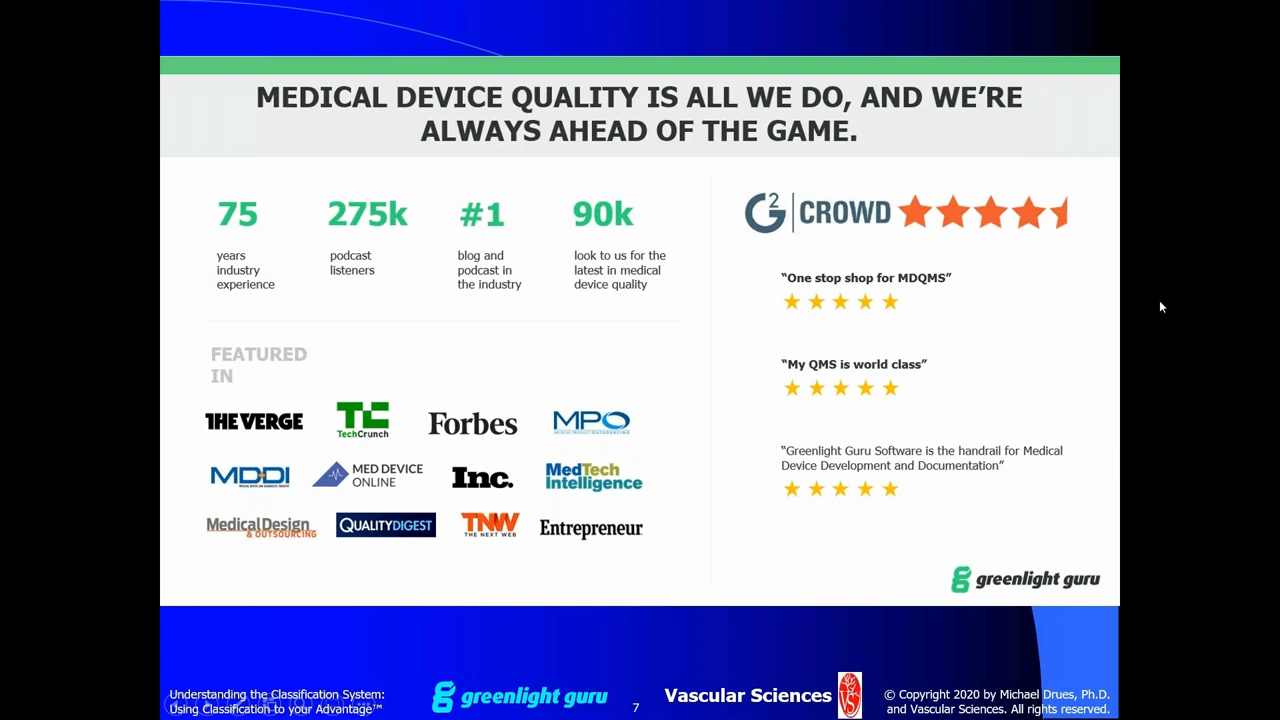 MEDICAL DEVICE QUALITY IS ALL WE DO, AND WE’RE
ALWAYS AHEAD OF THE GAME.
75
years
industry
experience
275k
podcast
listeners
#1
blog and
podcast in
the industry
90k
look to us for the
latest in medical
device quality
FEATURED
IN
THE VERGE
TC
TechCrunch
Forbes
MPO
MEDICAL PRODUCT OUTSOURCING
MDDI
MED DEVICE
ONLINE
Inc.
MedTech
Intelligence
MedicalDesign
& OUTSOURCING
QUALITYDIGEST
TNW
THE NEXT WEB
Entrepreneur
G2 CROWD
“One stop shop for MDQMS”
“My QMS is world class”
“Greenlight Guru Software is the handrail for Medical
Device Development and Documentation”
greenlight guru
Understanding the Classification System:
Using Classification to your Advantage™
greenlight guru
7
Vascular Sciences
© Copyright 2020 by Michael Drues, Ph.D.
and Vascular Sciences. All rights reserved.